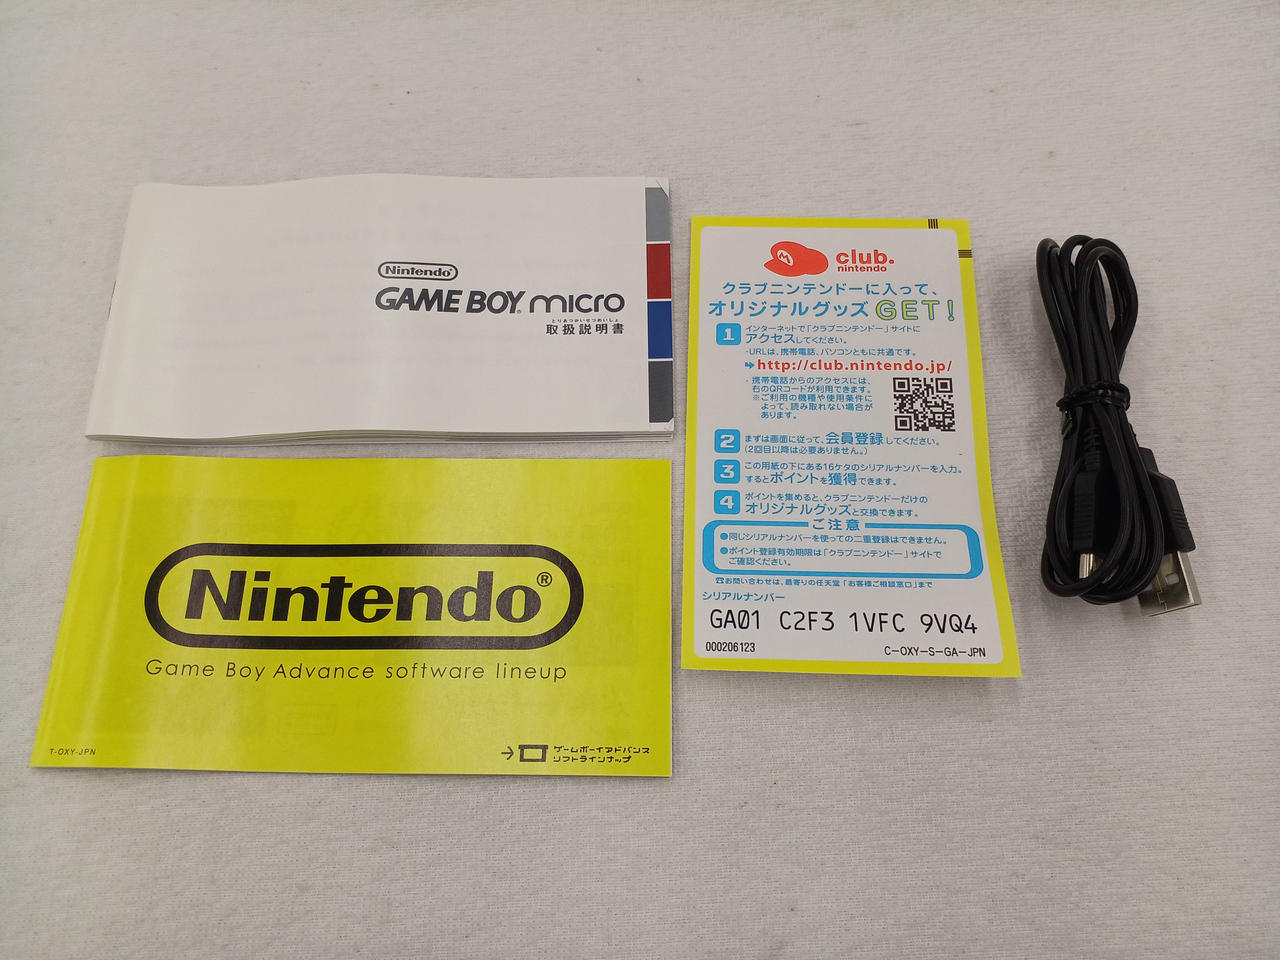 Nintendo
GAME BOY micro
とりあつかいせつめいしょ
取扱説明書
Nintendo®
Game Boy Advance software lineup
T-OXY-JPN
→ ゲームボーイアドバンス
ソフトラインナップ
M
club.
nintendo
クラブニンテンドーに入って、
オリジナルグッズGET!
1 インターネットで「クラブニンテンドー」サイトに
アクセスしてください。
・URLは、携帯電話、パソコンともに共通です。
➡http://club.nintendo.jp/
・携帯電話からのアクセスには、
右のQRコードが利用できます。
※ご利用の機種や使用条件に
よって、読み取れない場合が
あります。
2 まずは画面に従って、会員登録してください。
(2回目以降は必要ありません。)
3 この用紙の下にある16ケタのシリアルナンバーを入力。
するとポイントを獲得できます。
4 ポイントを集めると、クラブニンテンドーだけの
オリジナルグッズと交換できます。
ご注意
●同じシリアルナンバーを使っての二重登録はできません。
●ポイント登録有効期限は「クラブニンテンドー」サイトで
ご確認ください。
☎お問い合わせは、最寄りの任天堂「お客様ご相談窓口」まで
シリアルナンバー
GA01 C2F3 1VFC 9VQ4
000206123
C-OXY-S-GA-JPN